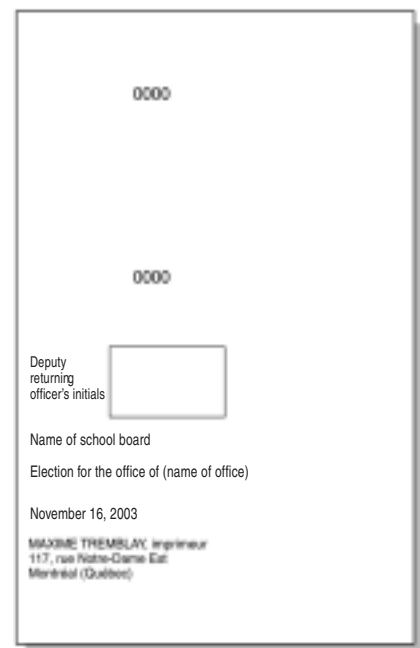 0000
0000
Deputy
returning
officer's initials
Name of school board
Election for the office of (name of office)
November 16, 2003
MAXIME TREMBLAY, imprimeur
117, rue Notre-Dame Est
Montréal (Québec)